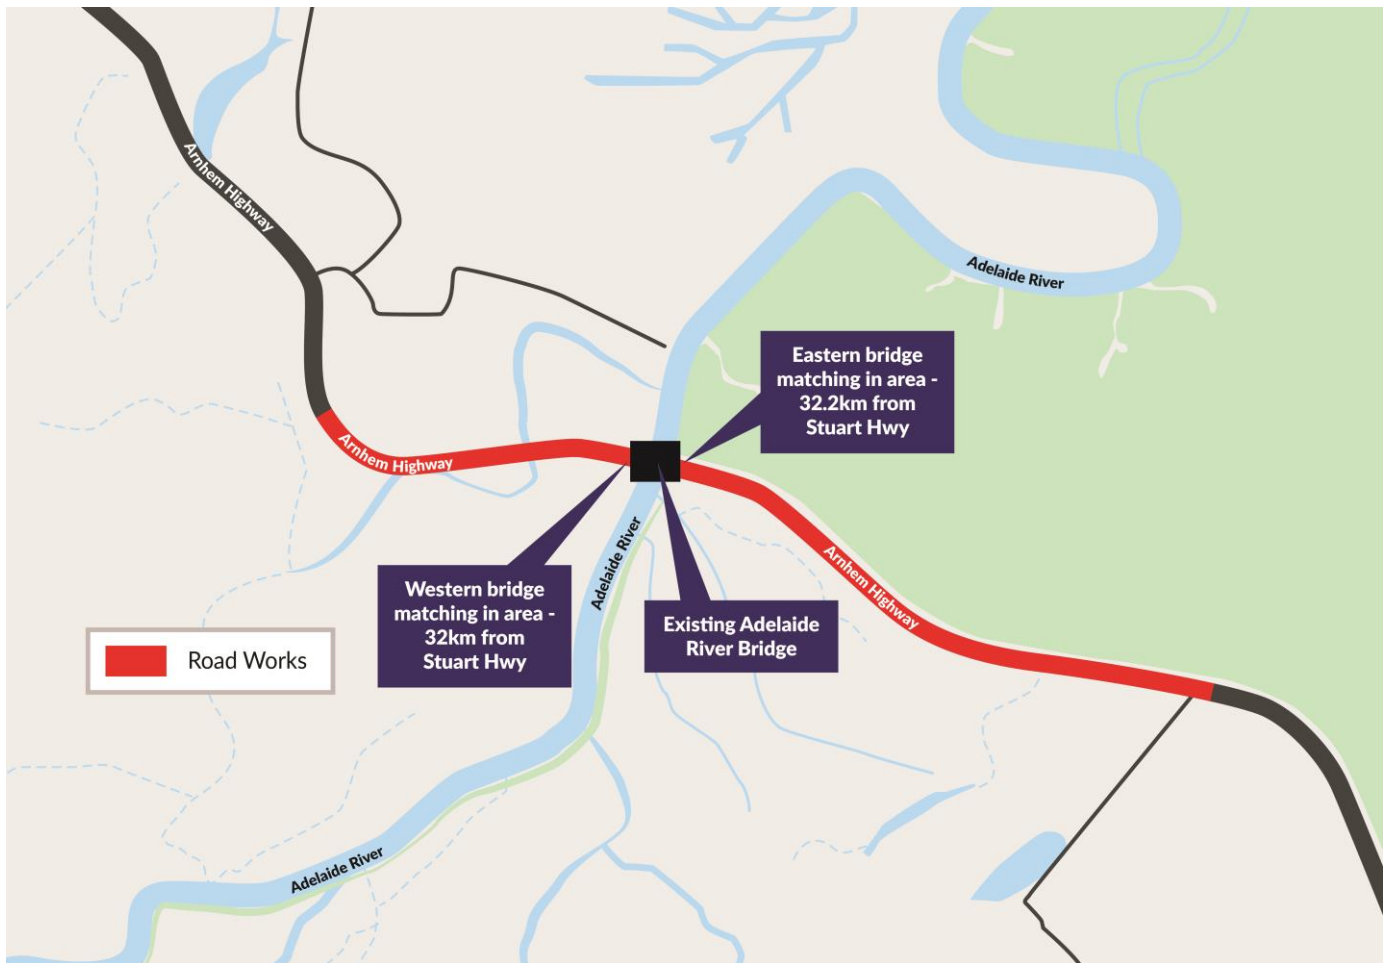 Arnhem Highway
Adelaide River
Eastern bridge
matching in area -
32.2km from
Stuart Hwy
Arnhem Highway
Adelaide River
Arnhem Highway
Western bridge
matching in area -
32km from
Stuart Hwy
Existing Adelaide
River Bridge
Road Works
Adelaide River